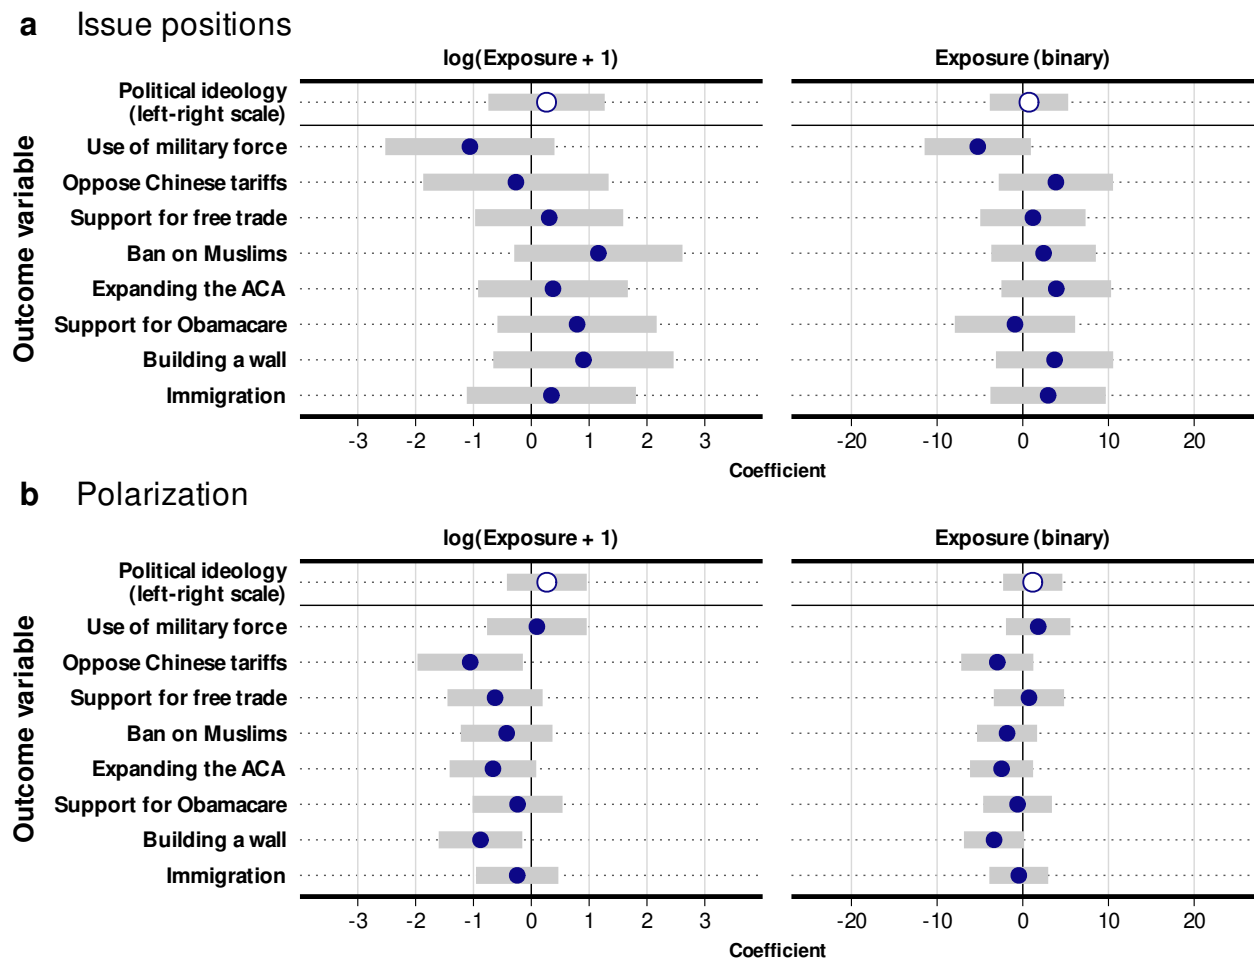 a Issue positions
log(Exposure + 1)
Exposure (binary)
Outcome variable
Political ideology
(left-right scale)
Use of military force
Oppose Chinese tariffs
Support for free trade
Ban on Muslims
Expanding the ACA
Support for Obamacare
Building a wall
Immigration
-3 -2 -1 0 1 2 3
-20 -10 0 10 20
Coefficient
b Polarization
log(Exposure + 1)
Exposure (binary)
Outcome variable
Political ideology
(left-right scale)
Use of military force
Oppose Chinese tariffs
Support for free trade
Ban on Muslims
Expanding the ACA
Support for Obamacare
Building a wall
Immigration
-3 -2 -1 0 1 2 3
-20 -10 0 10 20
Coefficient